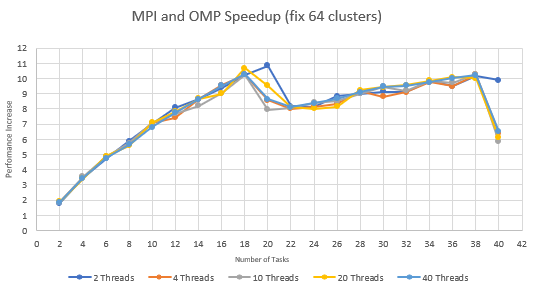 MPI and OMP Speedup (fix 64 clusters)
12
11
10
9
8
7
6
5
4
3
2
1
0
Perfomance Increase
0 2 4 6 8 10 12 14 16 18 20 22 24 26 28 30 32 34 36 38 40 42
Number of Tasks
2 Threads 4 Threads 10 Threads 20 Threads 40 Threads